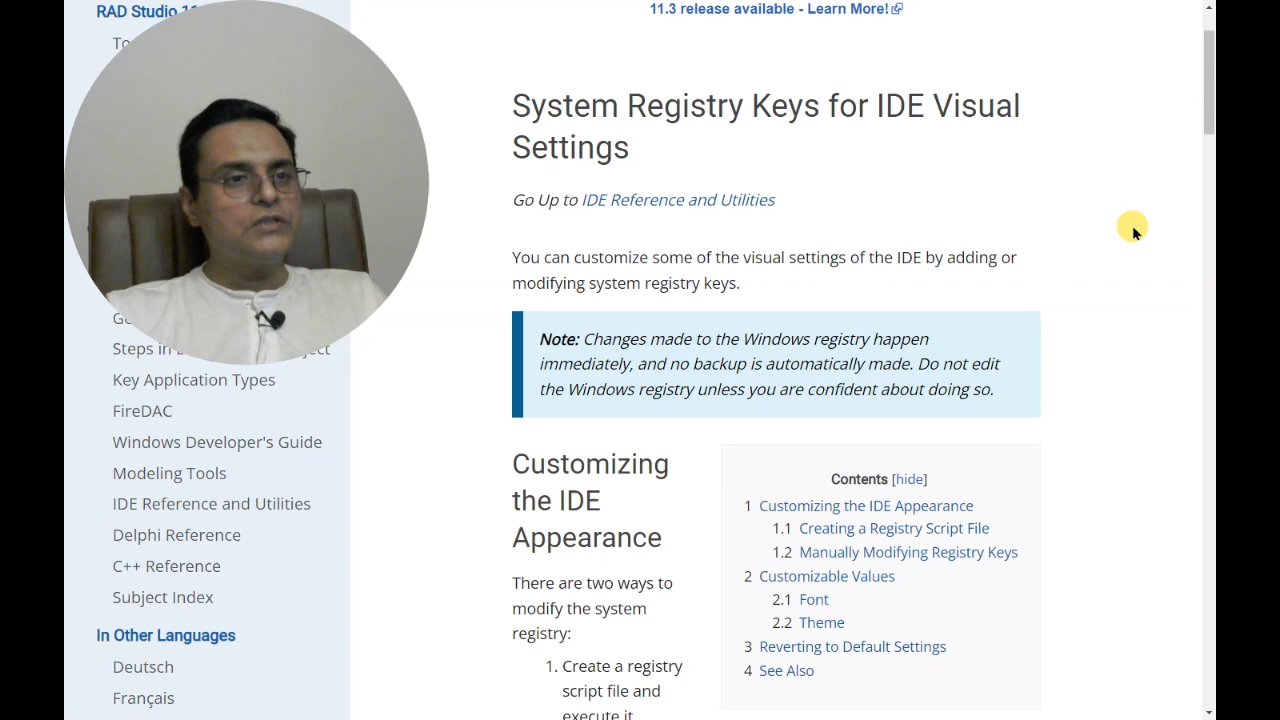 RAD Studio 11
11.3 release available - Learn More!
To
System Registry Keys for IDE Visual
Settings
Go Up to IDE Reference and Utilities
You can customize some of the visual settings of the IDE by adding or
modifying system registry keys.
Note: Changes made to the Windows registry happen
immediately, and no backup is automatically made. Do not edit
the Windows registry unless you are confident about doing so.
Steps in
Key Application Types
FireDAC
Windows Developer's Guide
Modeling Tools
IDE Reference and Utilities
Delphi Reference
C++ Reference
Subject Index
In Other Languages
Deutsch
Français
Customizing
the IDE
Appearance
There are two ways to
modify the system
registry:
1. Create a registry
script file and
execute it
Contents [hide]
1 Customizing the IDE Appearance
1.1 Creating a Registry Script File
1.2 Manually Modifying Registry Keys
2 Customizable Values
2.1 Font
2.2 Theme
3 Reverting to Default Settings
4 See Also